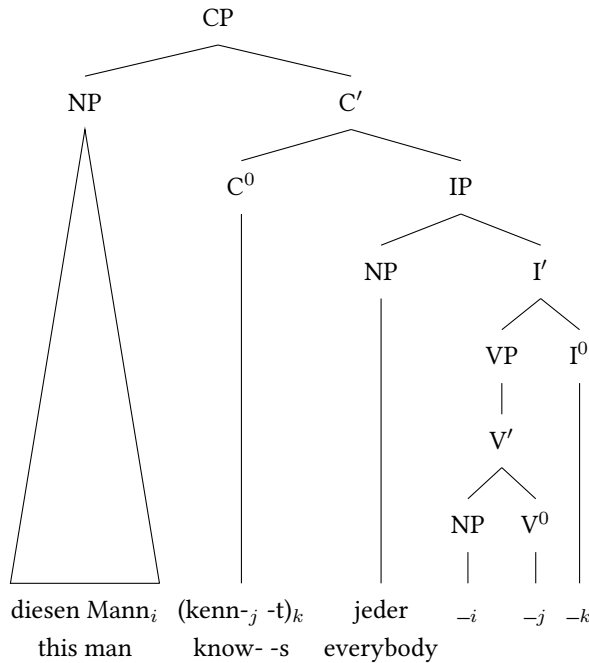 CP
NP C′
C⁰ IP
NP I′
VP I⁰
V′
NP V⁰
diesen Mannᵢ (kenn-ⱼ -t)ₖ jeder _ᵢ _ⱼ _ₖ
this man know- -s everybody